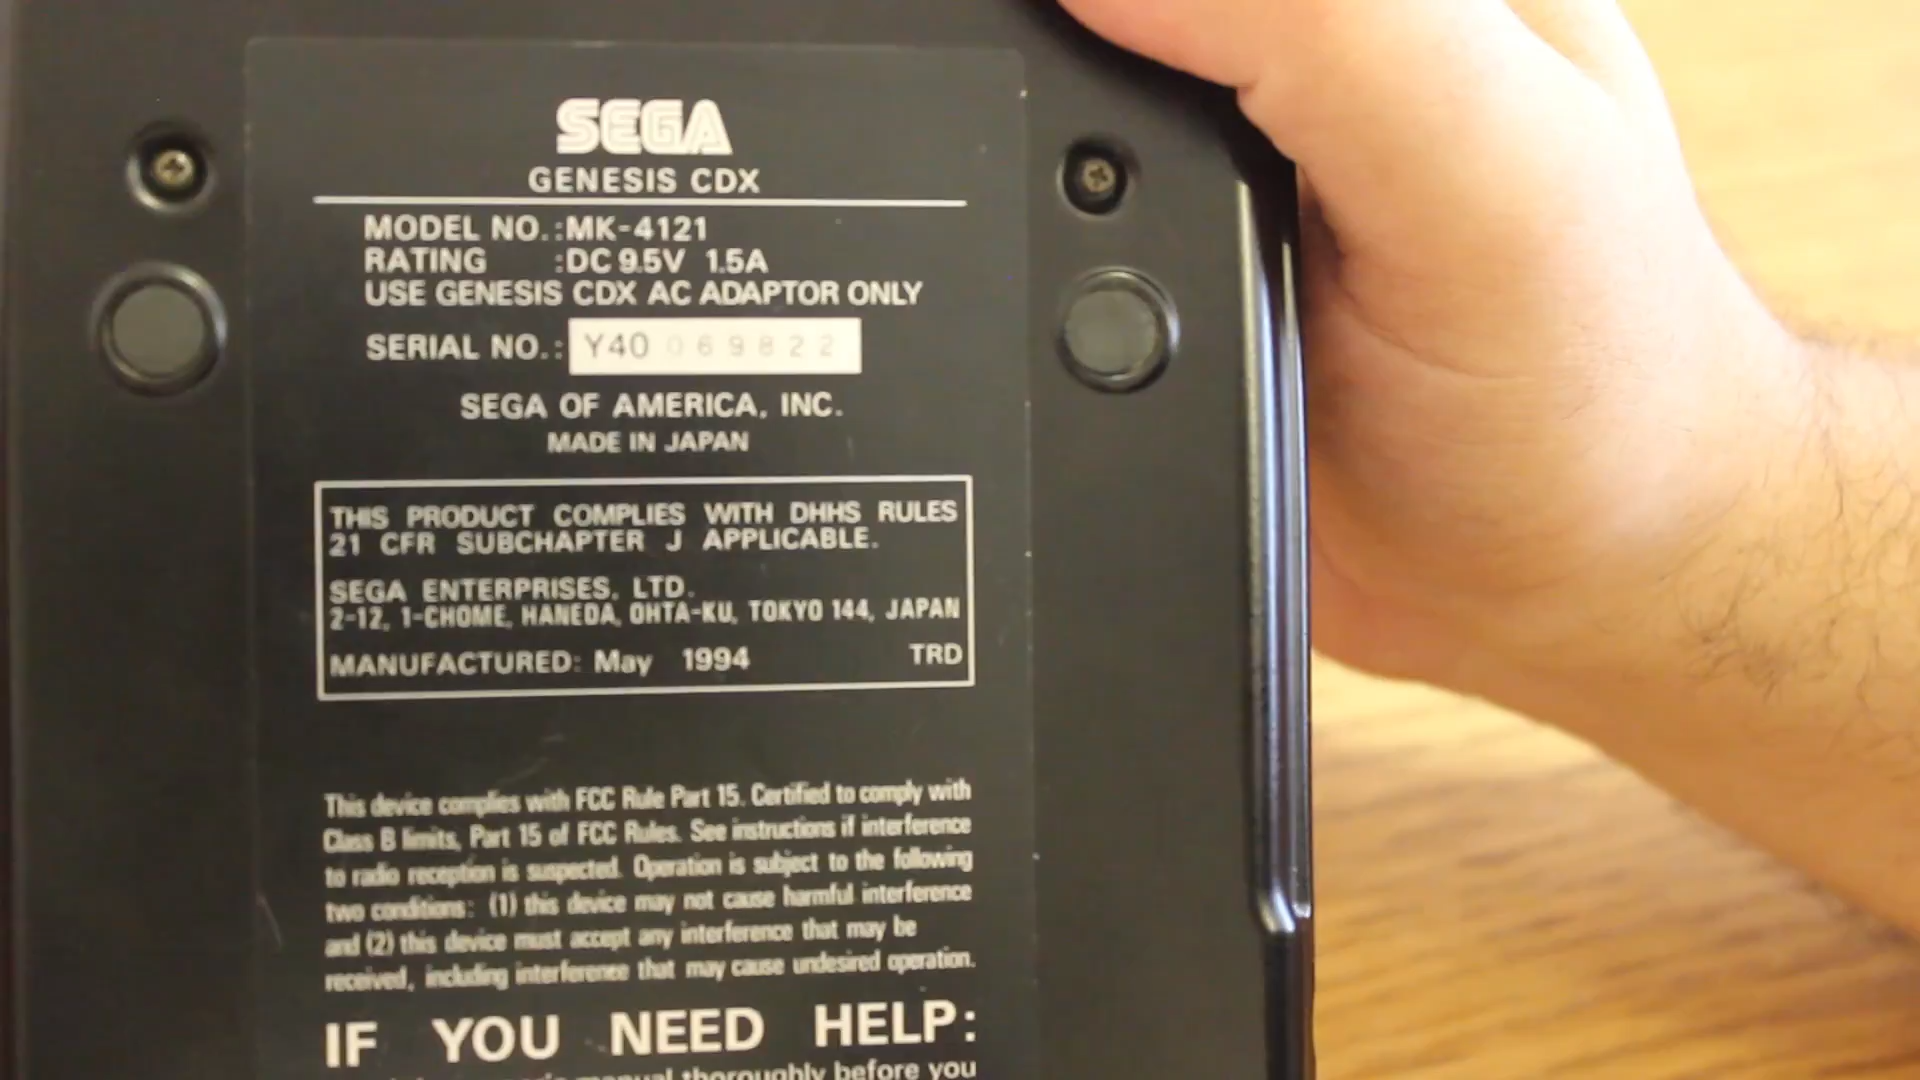 SEGA
GENESIS CDX
MODEL NO.:MK-4121
RATING :DC 9.5V 1.5A
USE GENESIS CDX AC ADAPTOR ONLY
SERIAL NO.: Y40 069822
SEGA OF AMERICA, INC.
MADE IN JAPAN
THIS PRODUCT COMPLIES WITH DHHS RULES
21 CFR SUBCHAPTER J APPLICABLE.
SEGA ENTERPRISES, LTD.
2-12, 1-CHOME, HANEDA, OHTA-KU, TOKYO 144, JAPAN
MANUFACTURED: May 1994 TRD
This device complies with FCC Rule Part 15. Certified to comply with
Class B limits, Part 15 of FCC Rules. See instructions if interference
to radio reception is suspected. Operation is subject to the following
two conditions: (1) this device may not cause harmful interference
and (2) this device must accept any interference that may be
received, including interference that may cause undesired operation.
IF YOU NEED HELP:
manual thoroughly before you